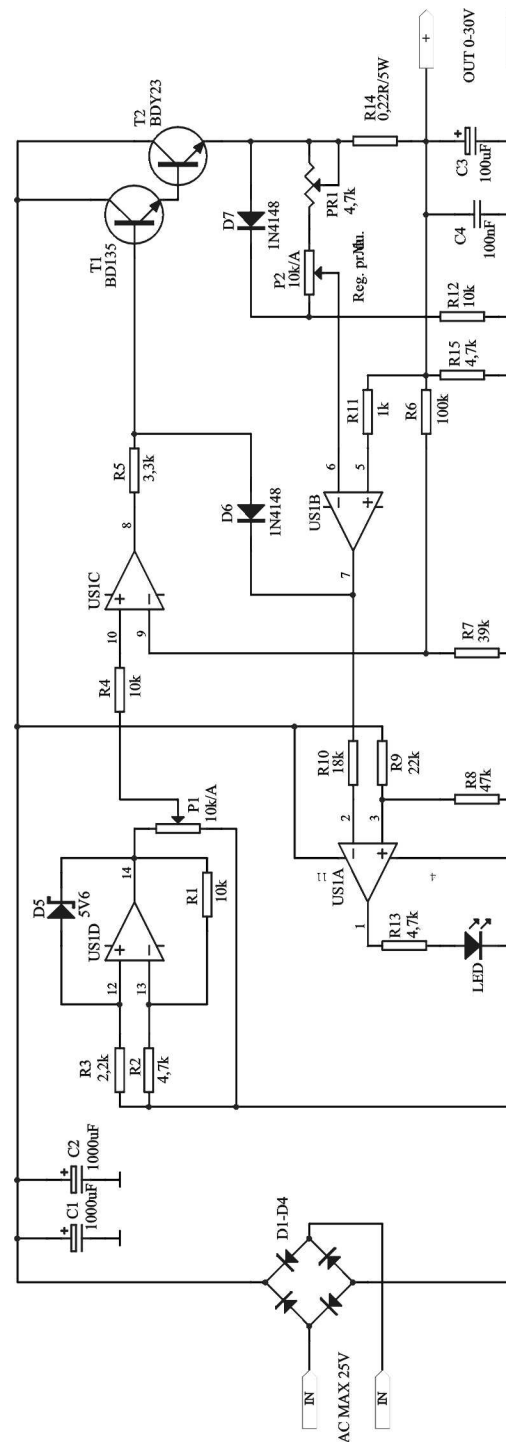 IN
IN
AC MAX 25V
D1-D4
C1
1000uF
C2
1000uF
R3
2,2k
R2
4,7k
12
13
D5
5V6
US1D
14
R1
10k
P1
10k/A
R4
10k
10
9
US1C
8
R5
3,3k
D6
1N4148
LED
R13
4,7k
1
US1A
11
4
2
3
R10
18k
R9
22k
R8
47k
R7
39k
7
US1B
6
5
R11
1k
R6
100k
T1
BD135
T2
BDY23
D7
1N4148
P2
10k/A
Reg.
PR1
4,7k
R14
0,22R/5W
R15
4,7k
R12
10k
C4
100nF
C3
+
100uF
+
OUT 0-30V